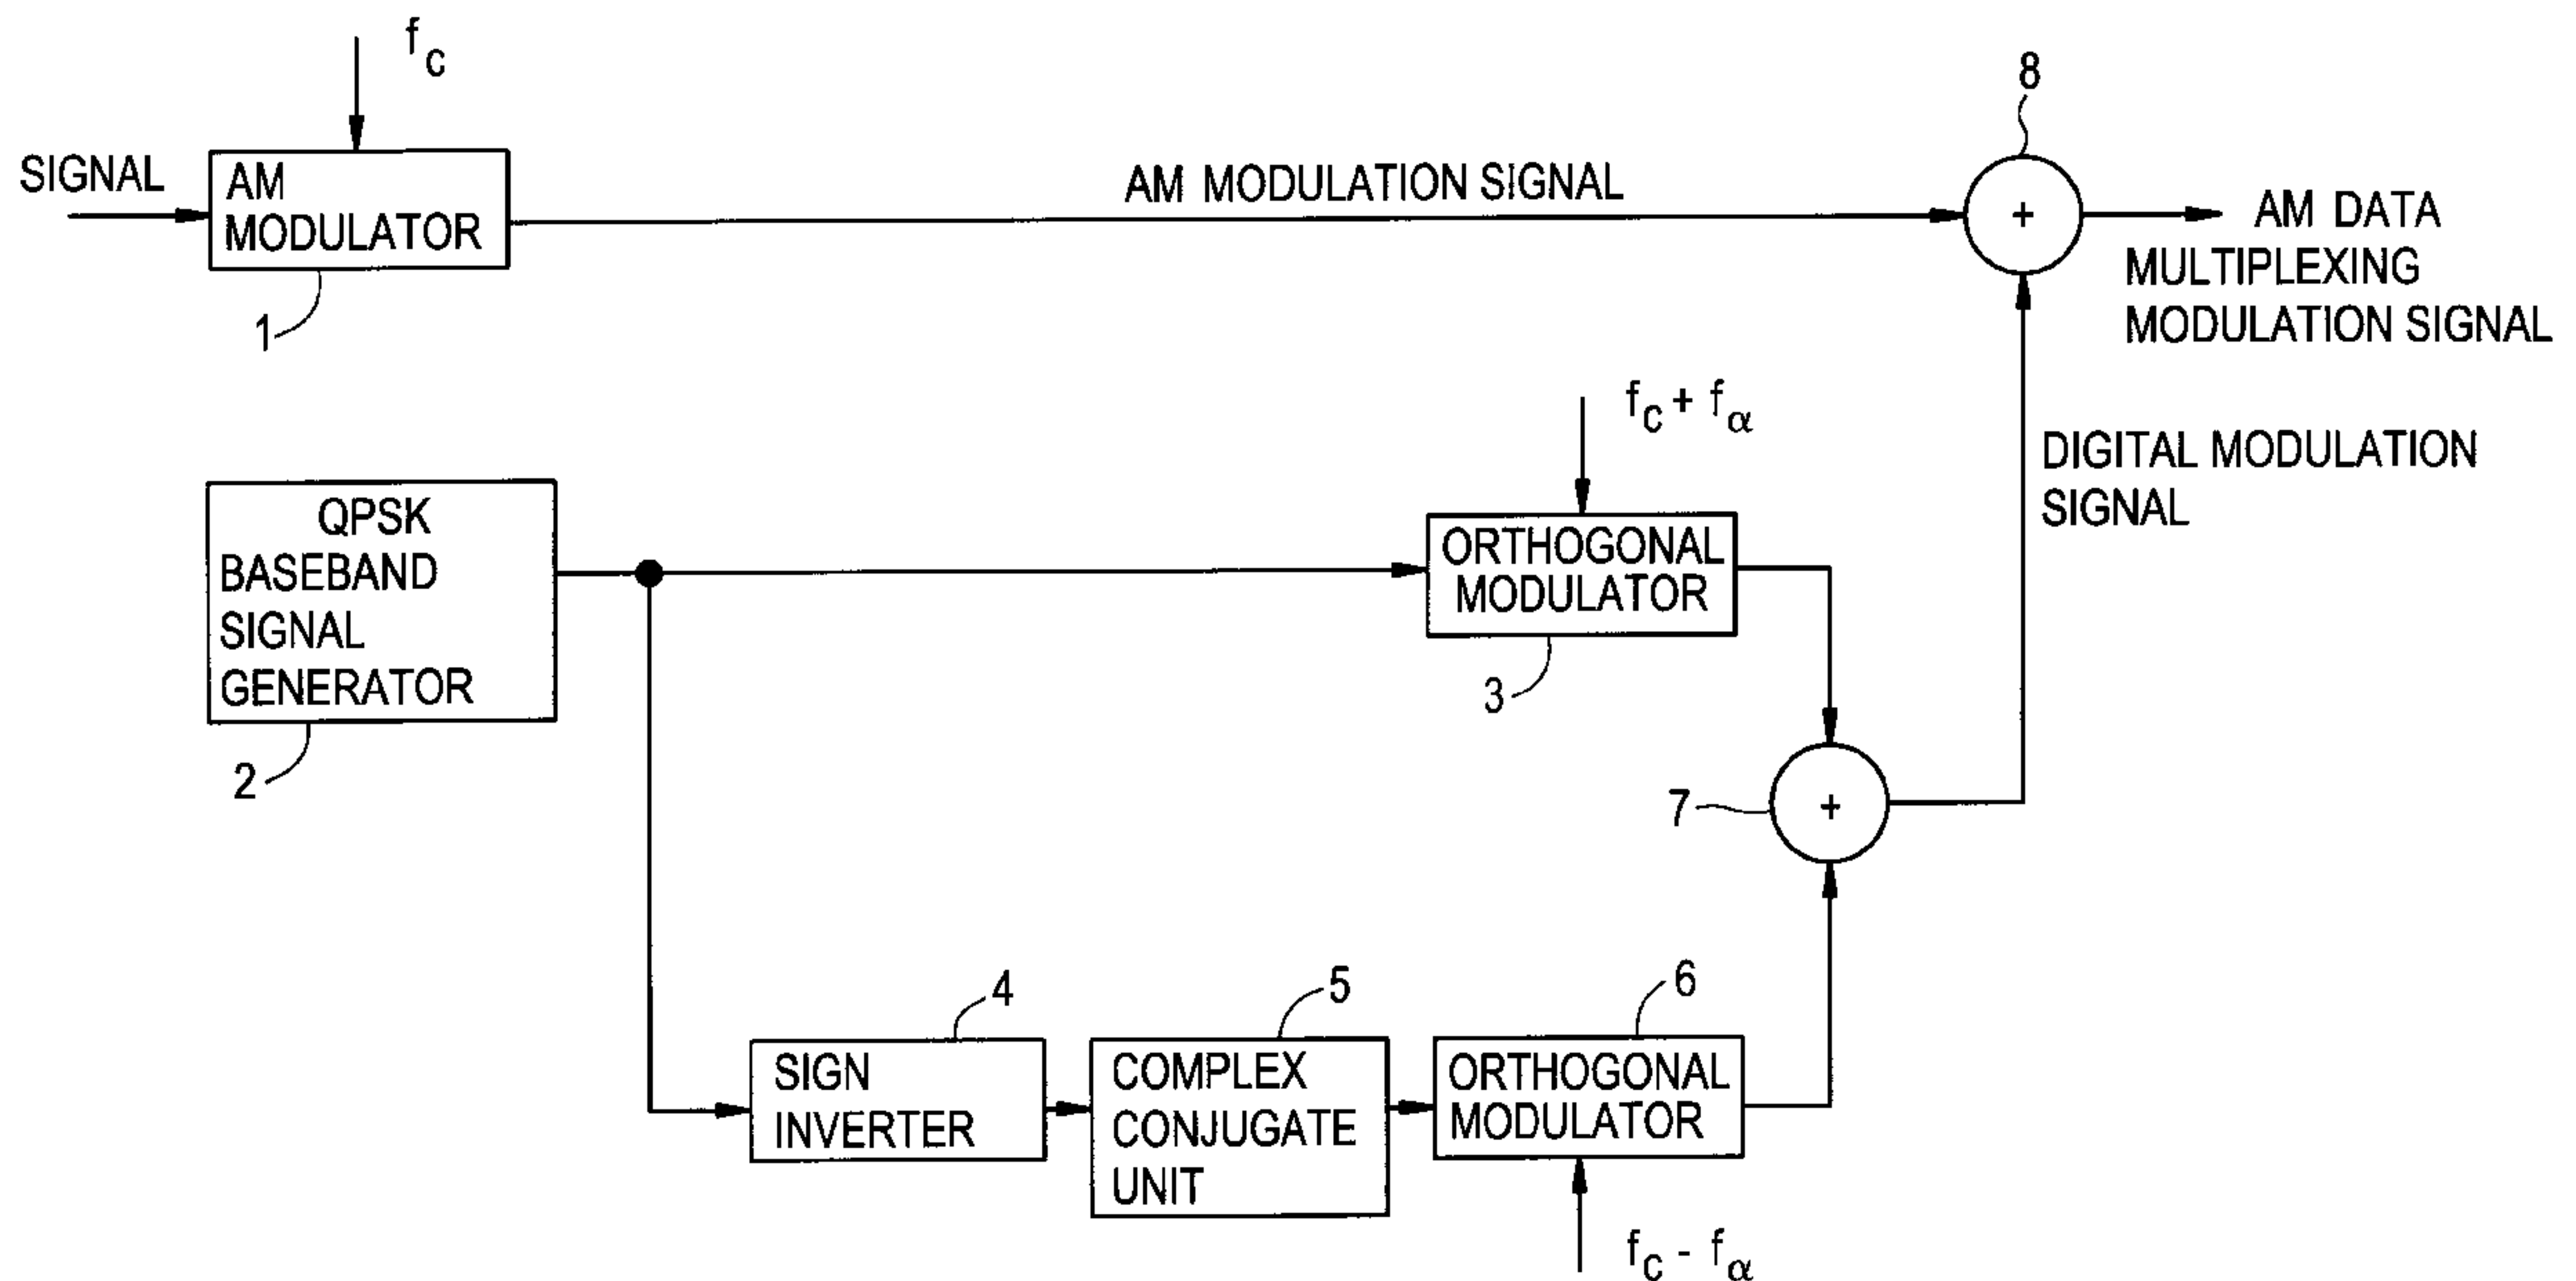 f_c
8
SIGNAL
AM
MODULATOR
1
AM MODULATION SIGNAL
+
AM DATA
MULTIPLEXING
MODULATION SIGNAL
f_c + f_α
DIGITAL MODULATION
SIGNAL
QPSK
BASEBAND
SIGNAL
GENERATOR
2
ORTHOGONAL
MODULATOR
3
7
+
4
5
6
SIGN
INVERTER
COMPLEX
CONJUGATE
UNIT
ORTHOGONAL
MODULATOR
f_c - f_α